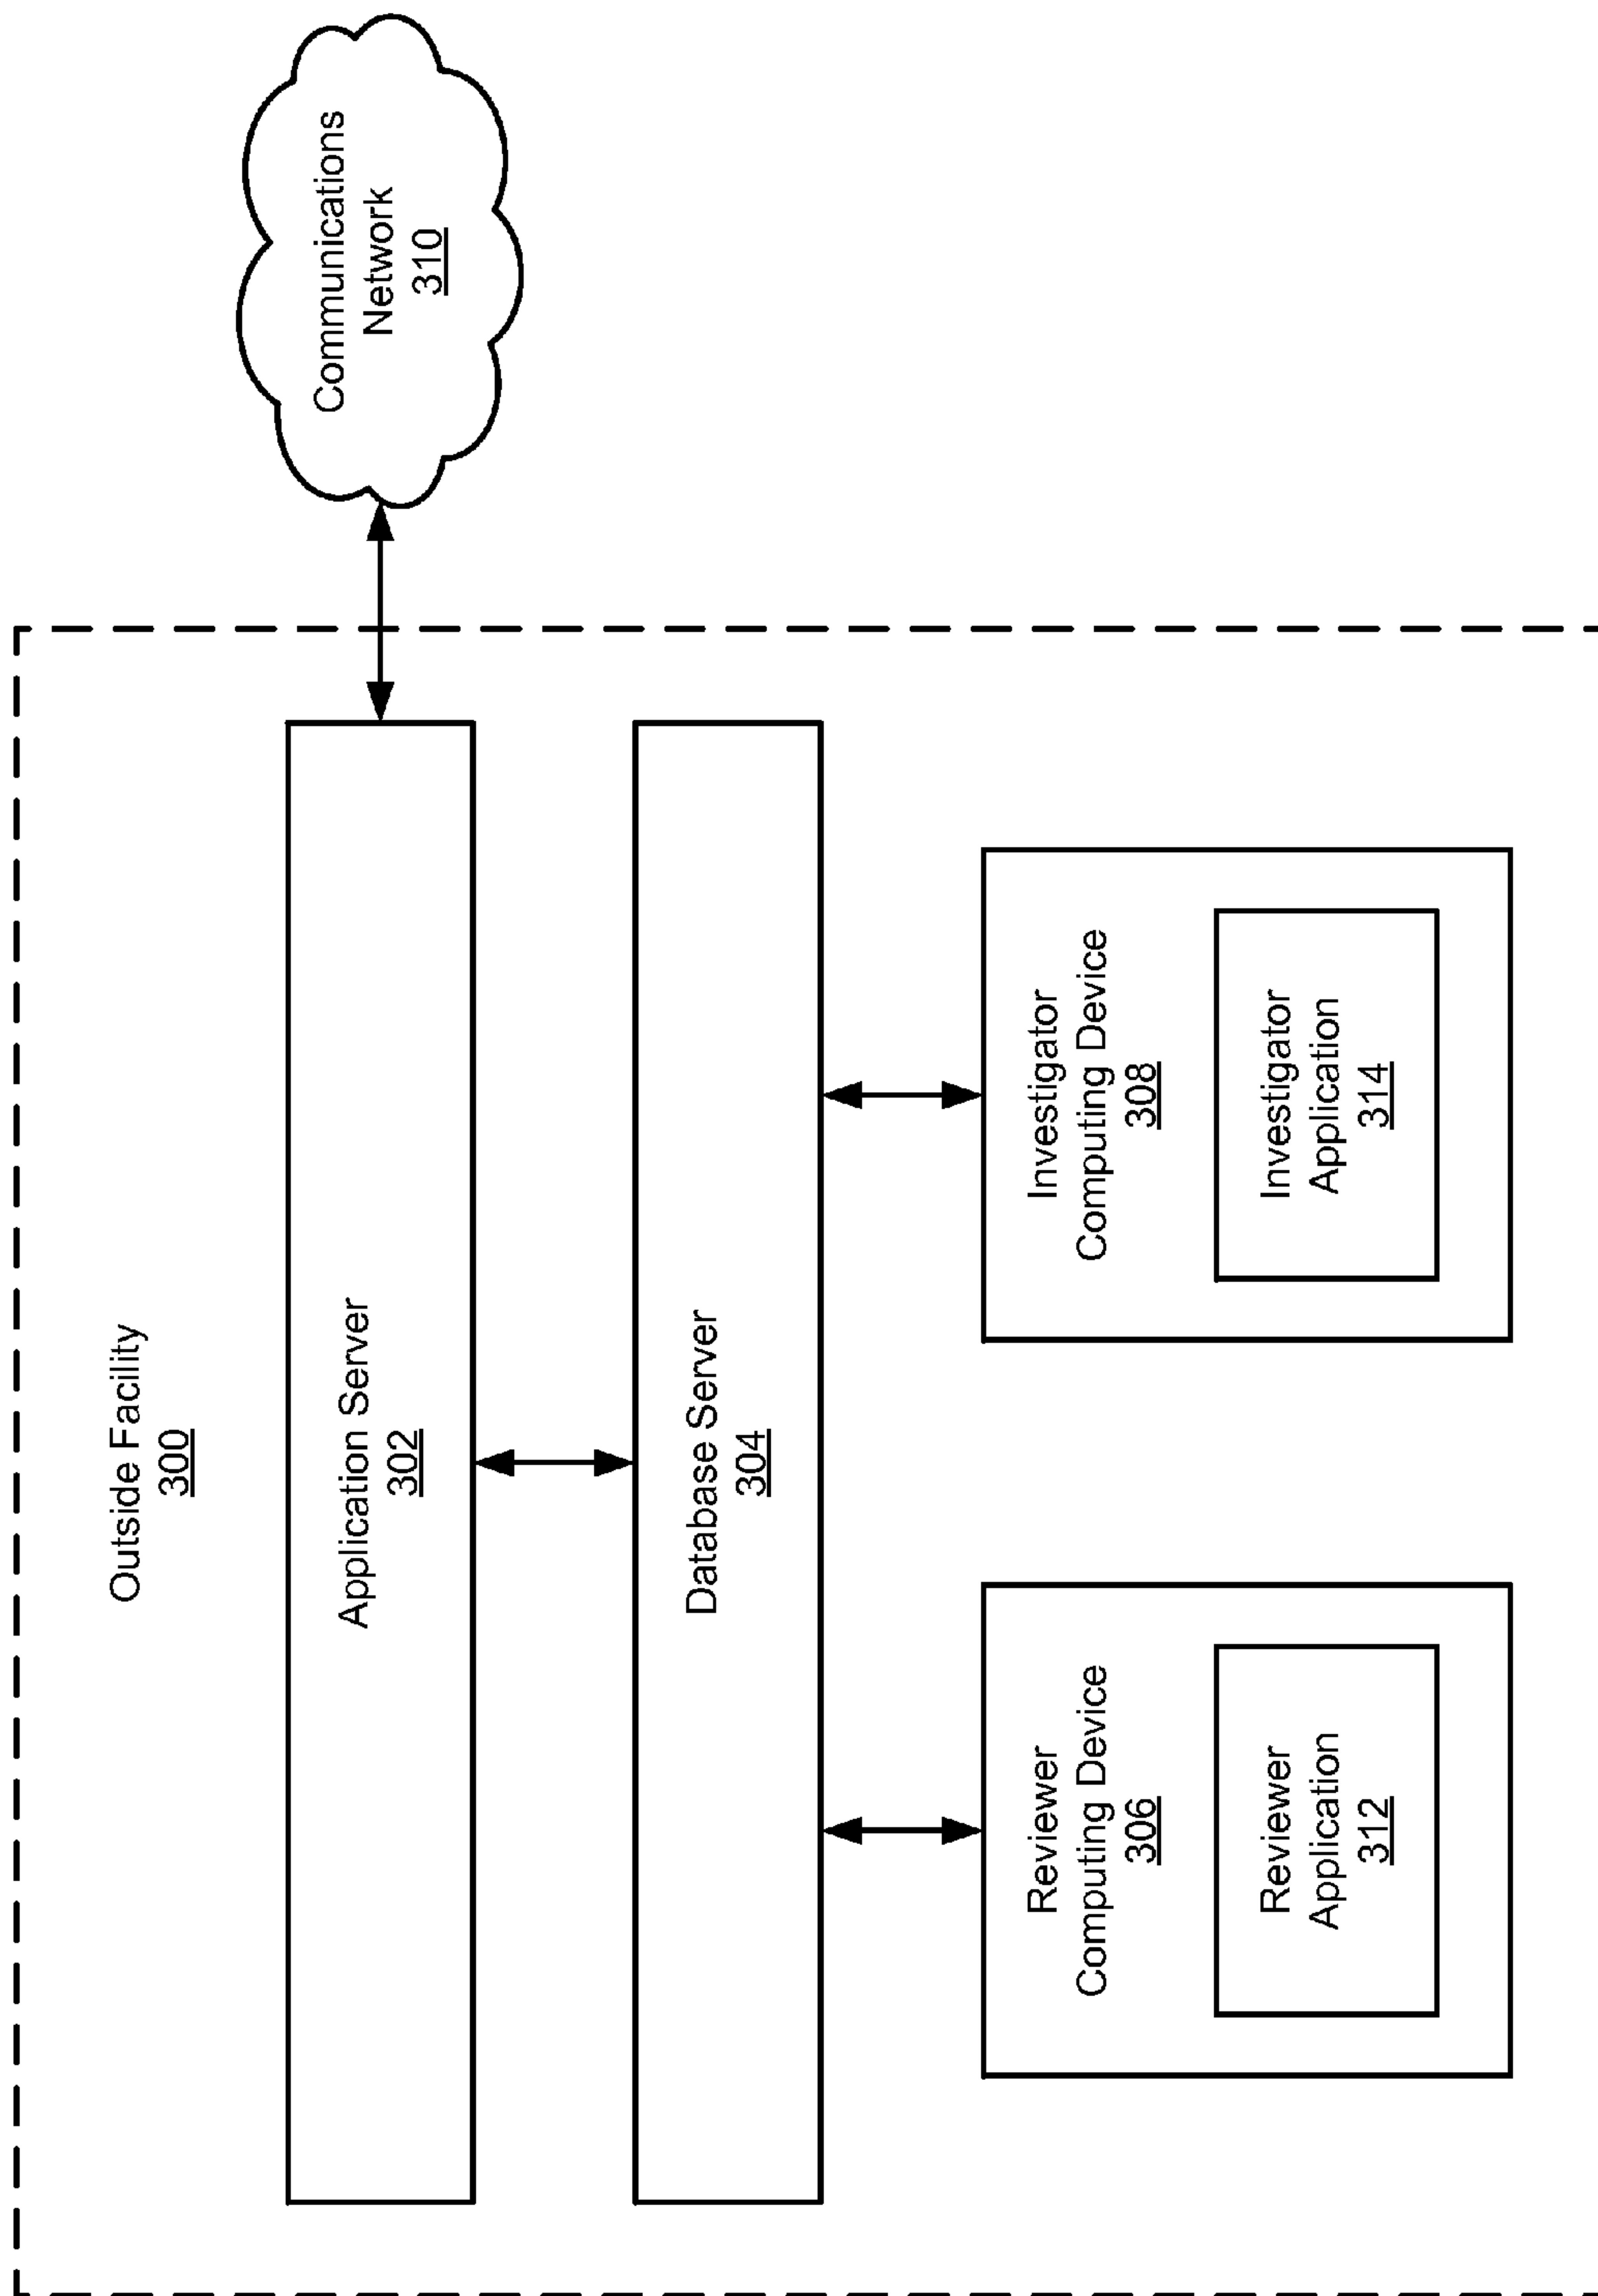 Outside Facility
300
Application Server
302
Communications
Network
310
Database Server
304
Reviewer
Computing Device
306
Reviewer
Application
312
Investigator
Computing Device
308
Investigator
Application
314